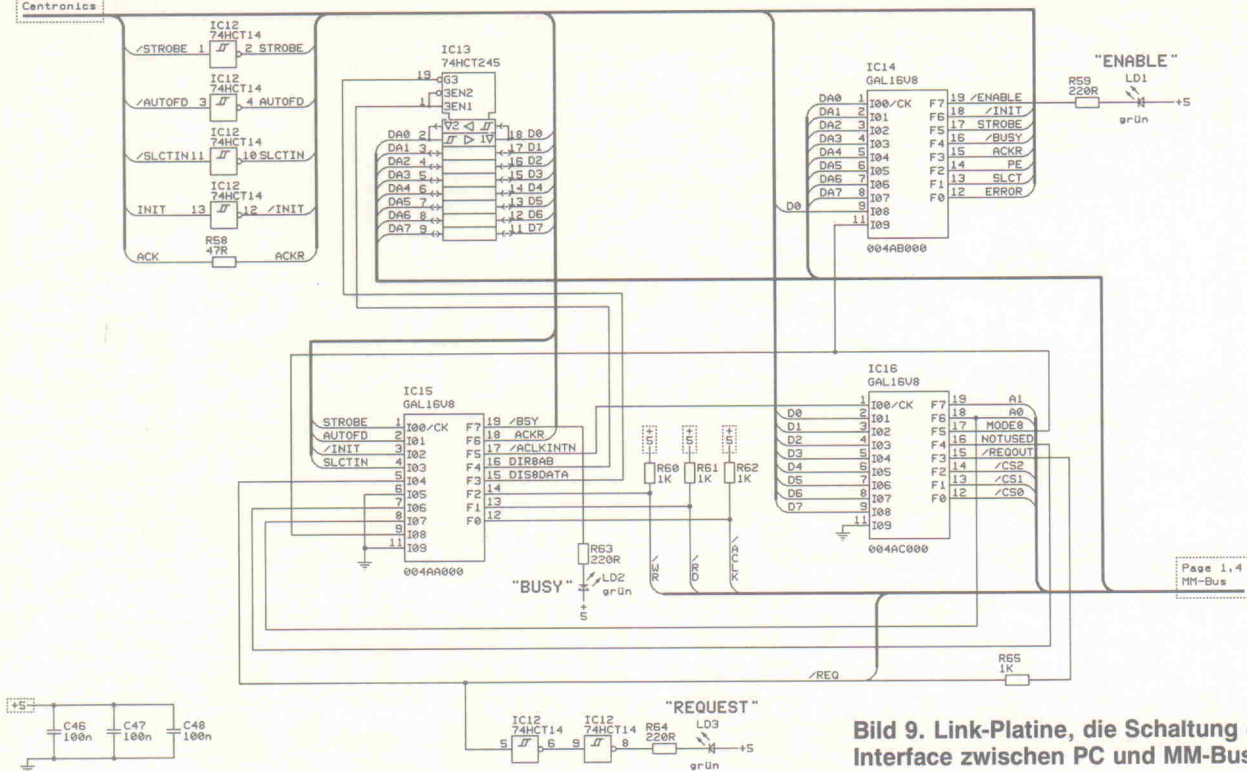 Centronics
IC12
74HCT14
/STROBE 1 2 STROBE
IC12
74HCT14
/AUTOFD 3 4 AUTOFD
IC12
74HCT14
/SLCTIN 11 10 SLCTIN
IC12
74HCT14
INIT 13 12 /INIT
R58
47R
ACK ACKR
IC13
74HCT245
19 G3
3EN2
1 3EN1
DA0 2 18 D0
DA1 3 17 D1
DA2 4 16 D2
DA3 5 15 D3
DA4 6 14 D4
DA5 7 13 D5
DA6 8 12 D6
DA7 9 11 D7
IC14
GAL16V8
DA0 1 I00/CK F7 19 /ENABLE
DA1 2 I01 F6 18 /INIT
DA2 3 I02 F5 17 STROBE
DA3 4 I03 F4 16 /BUSY
DA4 5 I04 F3 15 ACKR
DA5 6 I05 F2 14 PE
DA6 7 I06 F1 13 SLCT
DA7 8 I07 F0 12 ERROR
D0 9 I08
11 I09
004AB000
"ENABLE"
R59
220R
LD1
+5
grün
IC15
GAL16V8
STROBE 1 I00/CK F7 19 /BSY
AUTOFD 2 I01 F6 18 ACKR
/INIT 3 I02 F5 17 /ACLKINTN
SLCTIN 4 I03 F4 16 DIR8AB
5 I04 F3 15 DIS8DATA
6 I05 F2 14
7 I06 F1 13
8 I07 F0 12
9 I08
11 I09
004AA000
+5
+5
+5
R60
1K
R61
1K
R62
1K
/WR
/RD
/ACLK
R63
220R
"BUSY"
LD2
grün
+5
IC16
GAL16V8
1 I00/CK F7 19 A1
D0 2 I01 F6 18 A0
D1 3 I02 F5 17 MODE8
D2 4 I03 F4 16 NOTUSED
D3 5 I04 F3 15 /REQOUT
D4 6 I05 F2 14 /CS2
D5 7 I06 F1 13 /CS1
D6 8 I07 F0 12 /CS0
D7 9 I08
11 I09
004AC000
Page 1,4
MM-Bus
R65
1K
/REQ
+5
C46
100n
C47
100n
C48
100n
"REQUEST"
IC12
74HCT14
5 6
IC12
74HCT14
9 8
R64
220R
LD3
+5
grün
Bild 9. Link-Platine, die Schaltung
Interface zwischen PC und MM-Bus